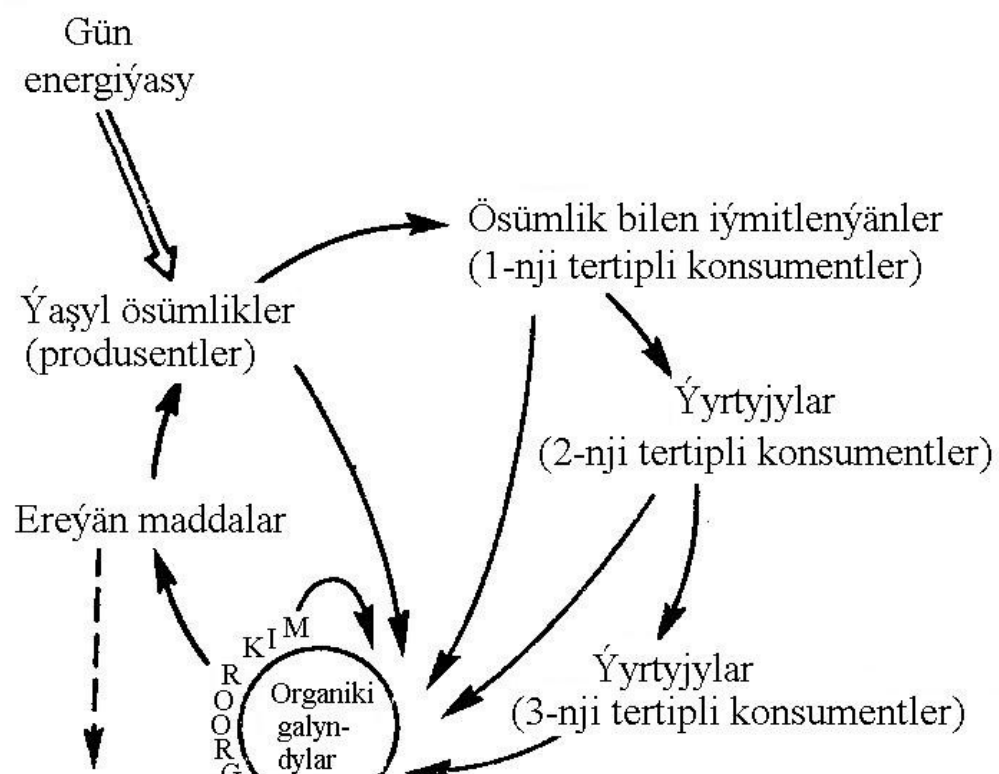 Gün
energiýasy
Ösümlik bilen iýmitlenýänler
(1-nji tertipli konsumentler)
Ýaşyl ösümlikler
(produsentler)
Ýyrtyjylar
(2-nji tertipli konsumentler)
Ereýän maddalar
MIKROORG
Organiki
galyn-
dylar
Ýyrtyjylar
(3-nji tertipli konsumentler)